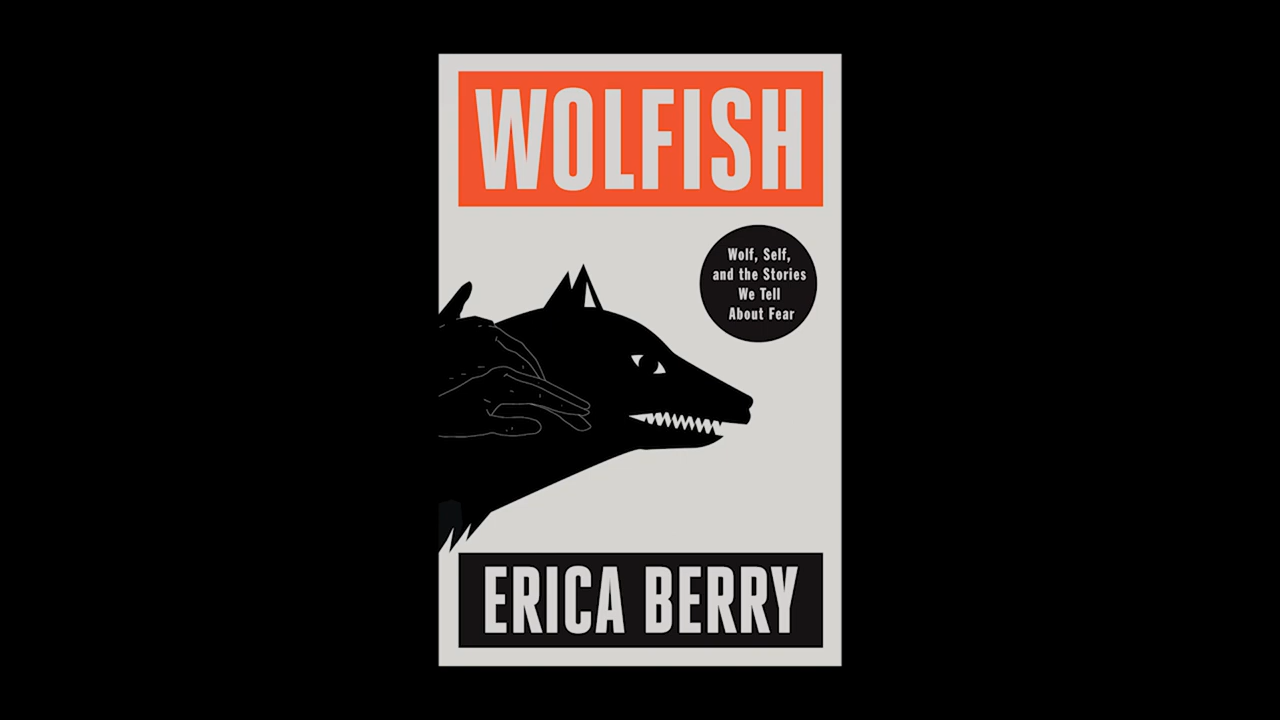 WOLFISH
Wolf, Self,
and the Stories
We Tell
About Fear
ERICA BERRY